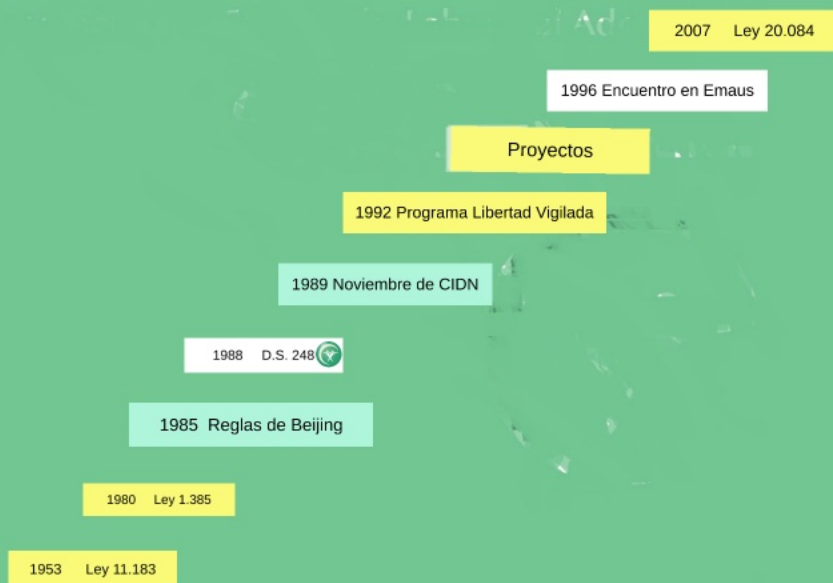 2007 Ley 20.084
1996 Encuentro en Emaus
Proyectos
1992 Programa Libertad Vigilada
1989 Noviembre de CIDN
1988 D.S. 248
1985 Reglas de Beijing
1980 Ley 1.385
1953 Ley 11.183